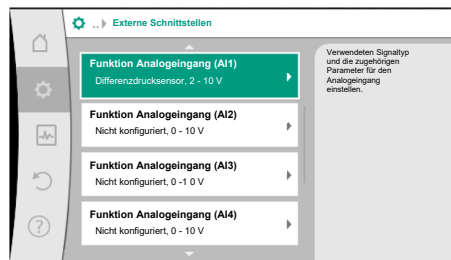 .. Externe Schnittstellen
Funktion Analogeingang (AI1)
Differenzdrucksensor, 2 - 10 V
Funktion Analogeingang (AI2)
Nicht konfiguriert, 0 - 10 V
Funktion Analogeingang (AI3)
Nicht konfiguriert, 0 -1 0 V
Funktion Analogeingang (AI4)
Nicht konfiguriert, 0 - 10 V
Verwendeten Signaltyp
und die zugehörigen
Parameter für den
Analogeingang
einstellen.
?